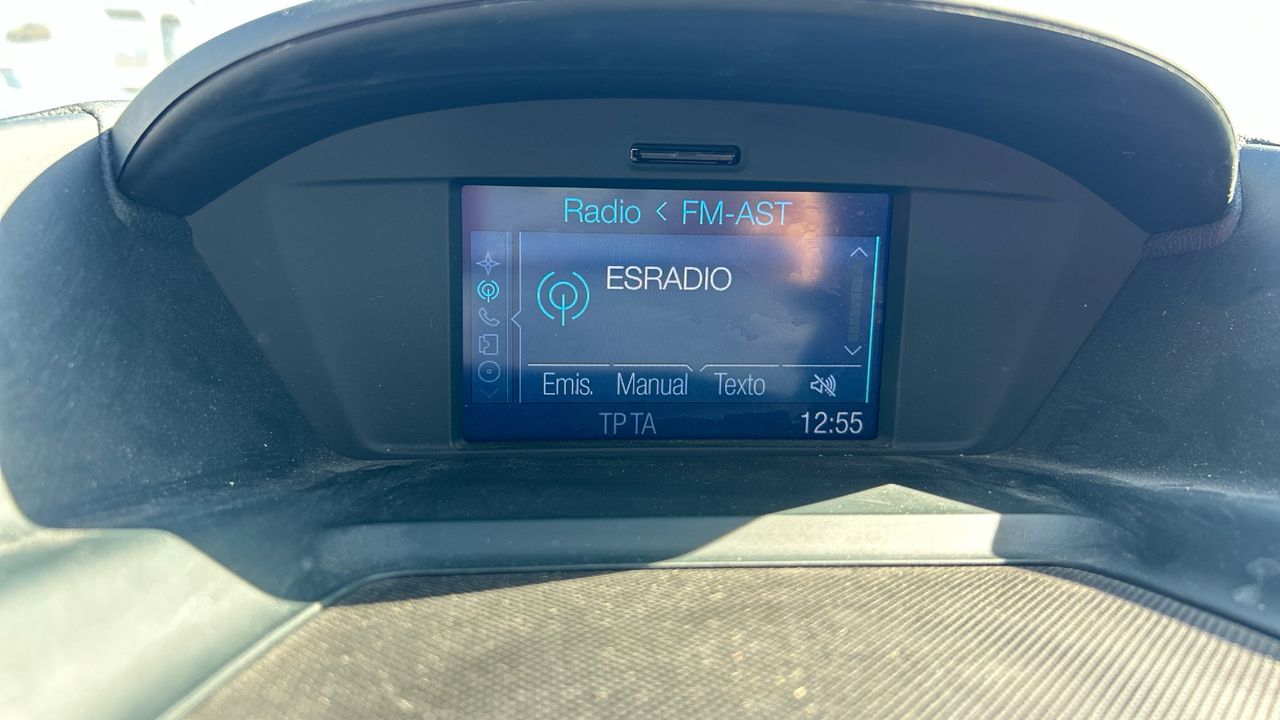 Radio < FM-AST
ESRADIO
Emis. Manual Texto
TP TA 12:55